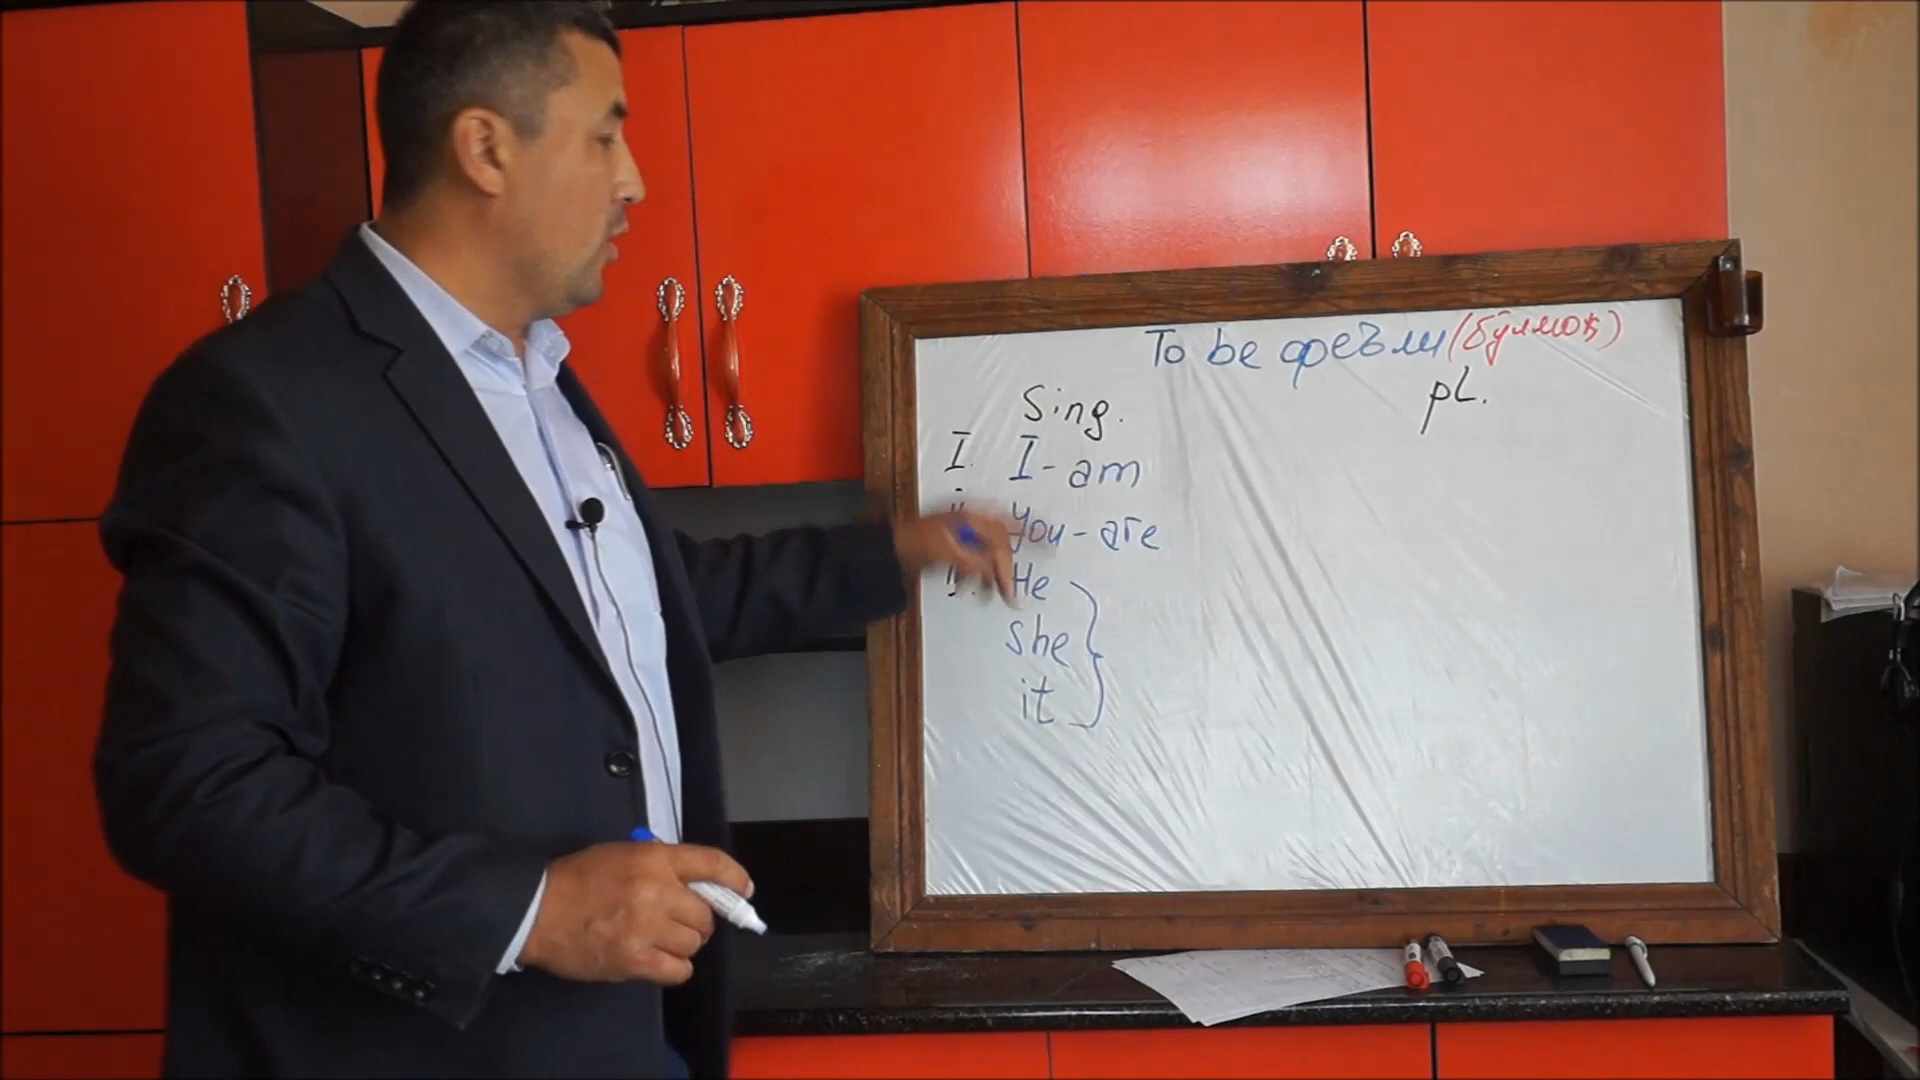 To be феъли (бўлмоқ)
Sing. pl.
I. I - am
You - are
He
she
it